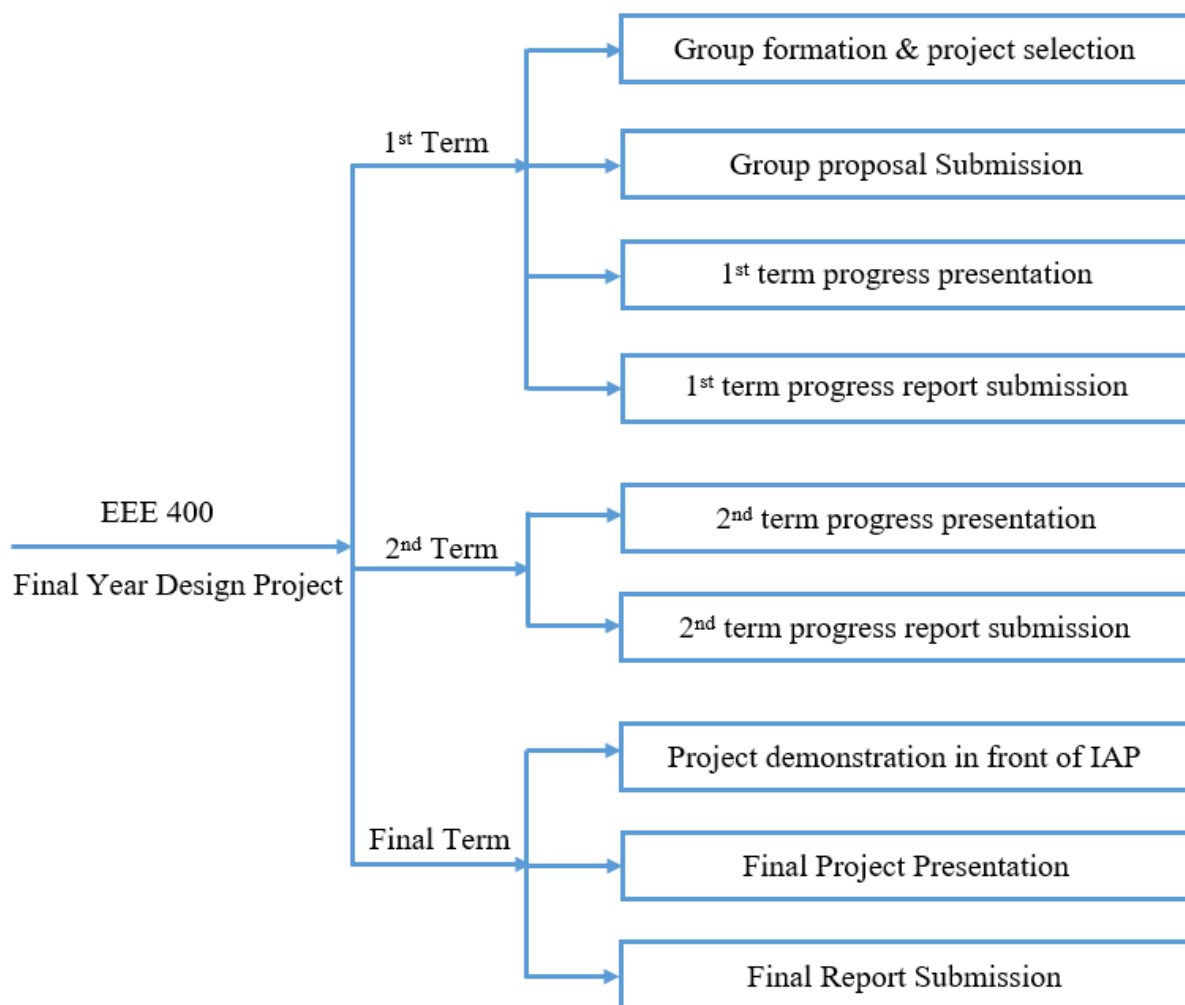 Group formation & project selection
1st Term
Group proposal Submission
1st term progress presentation
1st term progress report submission
EEE 400
Final Year Design Project
2nd Term
2nd term progress presentation
2nd term progress report submission
Final Term
Project demonstration in front of IAP
Final Project Presentation
Final Report Submission